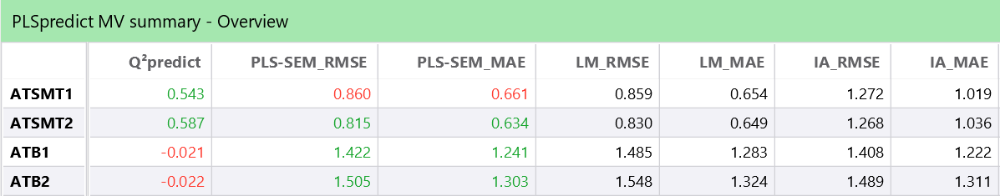 PLSpredict MV summary - Overview
Q²predict PLS-SEM_RMSE PLS-SEM_MAE LM_RMSE LM_MAE IA_RMSE IA_MAE
ATSMT1 0.543 0.860 0.661 0.859 0.654 1.272 1.019
ATSMT2 0.587 0.815 0.634 0.830 0.649 1.268 1.036
ATB1 -0.021 1.422 1.241 1.485 1.283 1.408 1.222
ATB2 -0.022 1.505 1.303 1.548 1.324 1.489 1.311